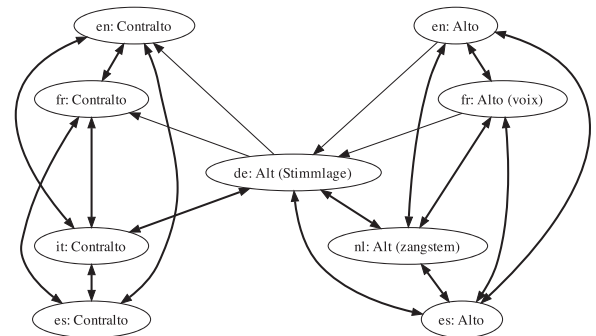 en: Contralto
en: Alto
fr: Contralto
fr: Alto (voix)
de: Alt (Stimmlage)
it: Contralto
nl: Alt (zangstem)
es: Contralto
es: Alto